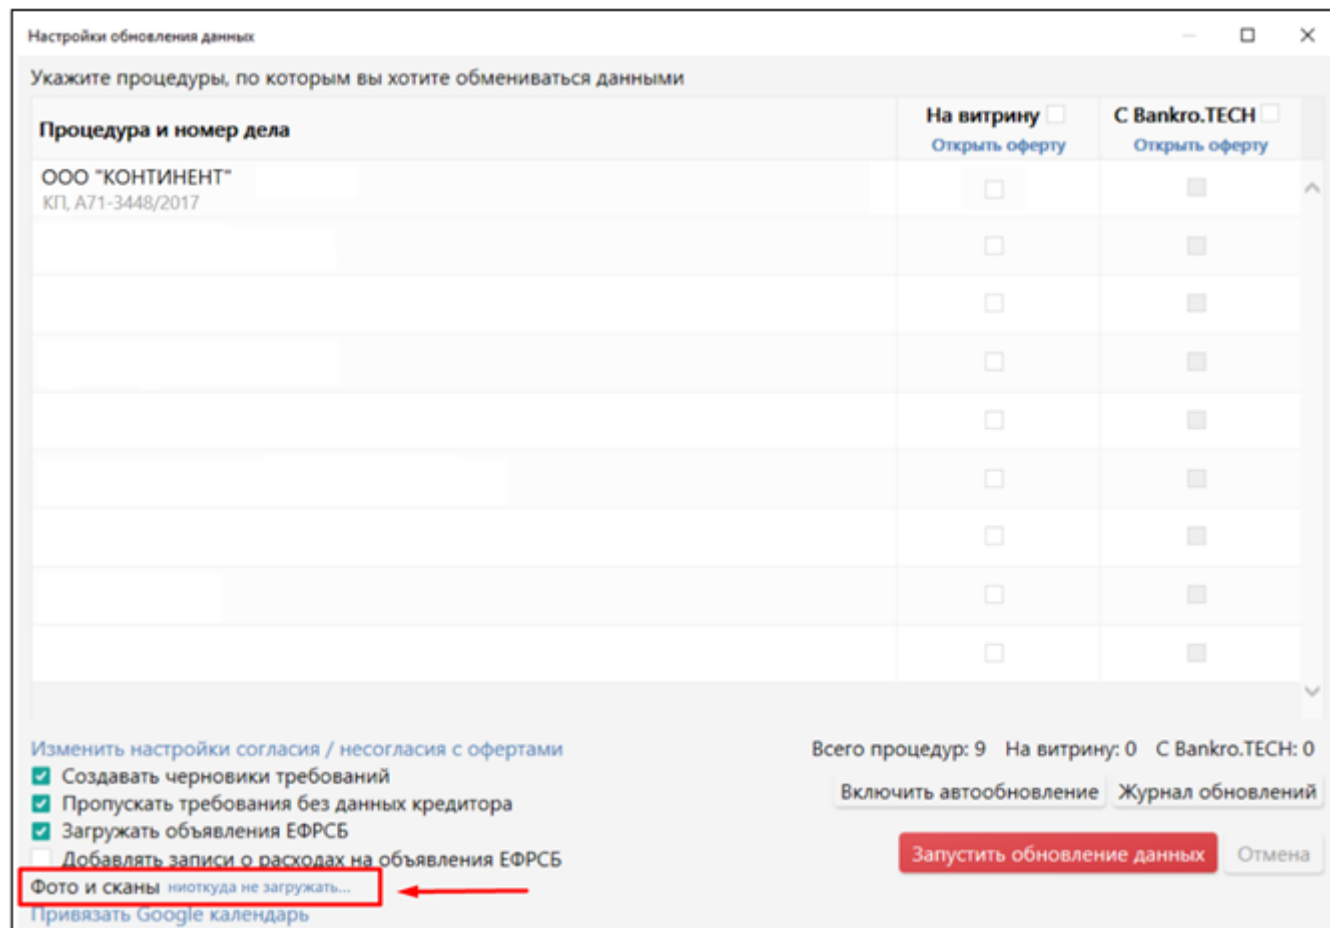 Настройки обновления данных
Укажите процедуры, по которым вы хотите обмениваться данными
Процедура и номер дела
На витрину
Открыть оферту
С Bankro.TECH
Открыть оферту
ООО "КОНТИНЕНТ"
КП, А71-3448/2017
Изменить настройки согласия / несогласия с офертами
Всего процедур: 9 На витрину: 0 С Bankro.TECH: 0
Создавать черновики требований
Пропускать требования без данных кредитора
Включить автообновление Журнал обновлений
Загружать объявления ЕФРСБ
Добавлять записи о расходах на объявления ЕФРСБ
Запустить обновление данных Отмена
Фото и сканы ниоткуда не загружать...
Привязать Google календарь